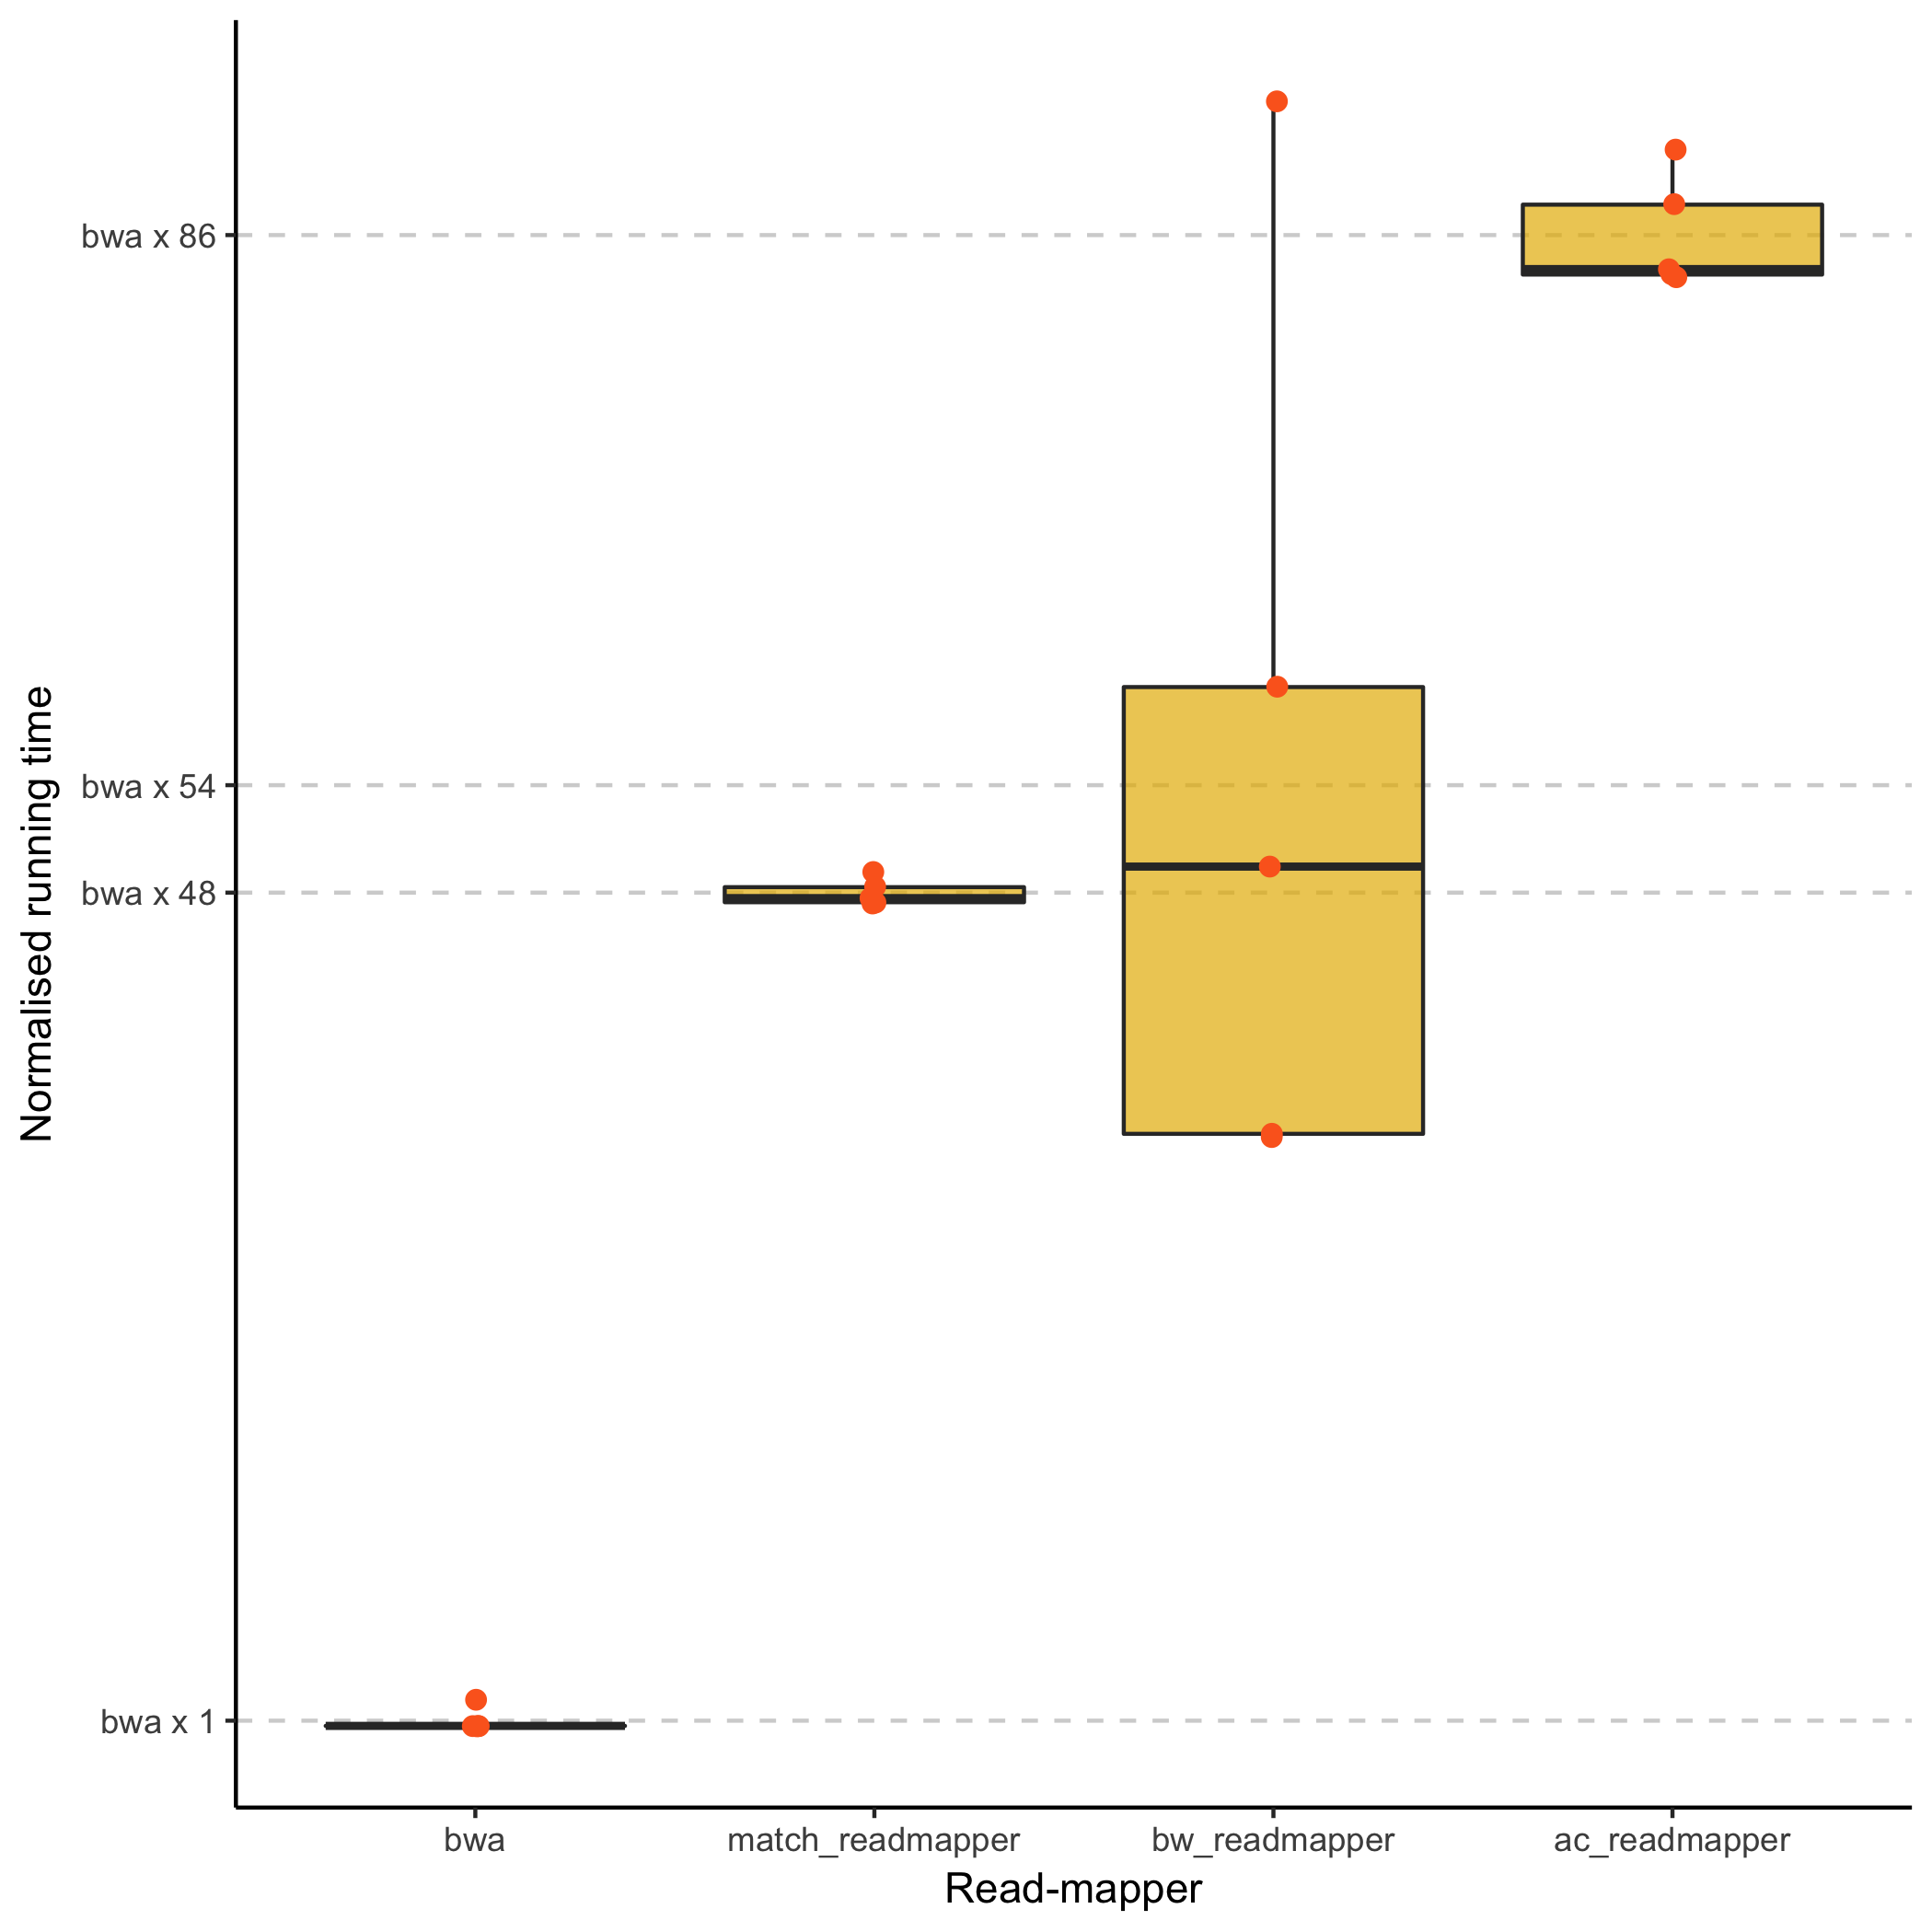 Normalised running time
bwa x 86
bwa x 54
bwa x 48
bwa x 1
bwa
match_readmapper
bw_readmapper
ac_readmapper
Read-mapper